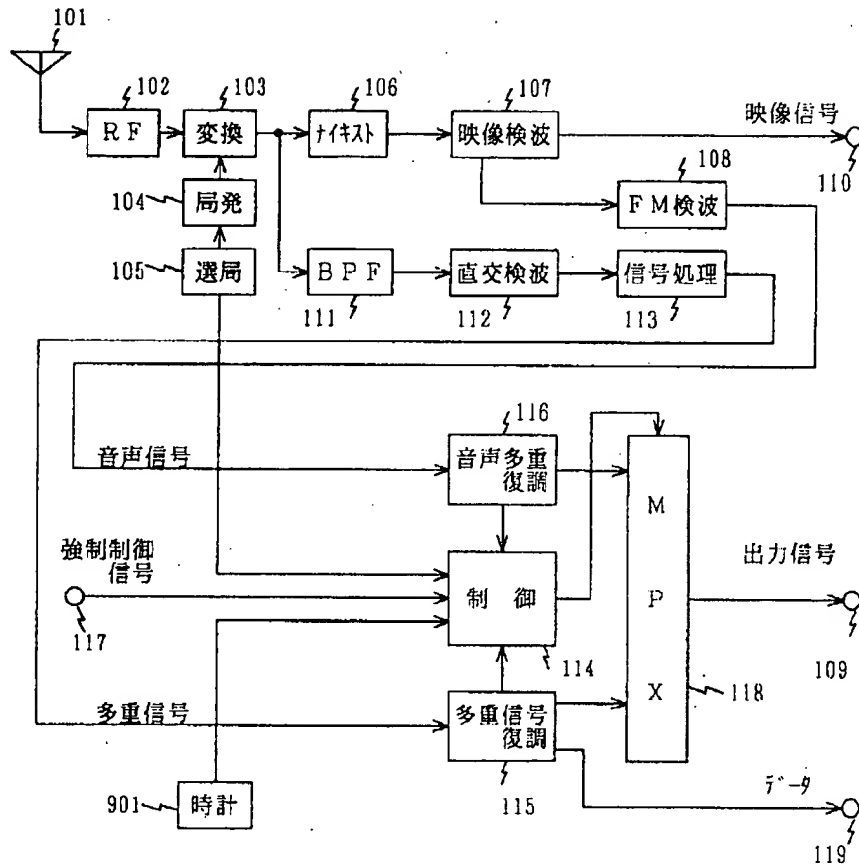 101
102
103
106
107
RF
変換
ナイキスト
映像検波
映像信号
110
108
104
局発
FM検波
105
選局
BPF
直交検波
信号処理
111
112
113
116
音声信号
音声多重
復調
M
P
X
強制制御
信号
117
制御
114
出力信号
109
118
多重信号
多重信号
復調
115
901
時計
データ
119